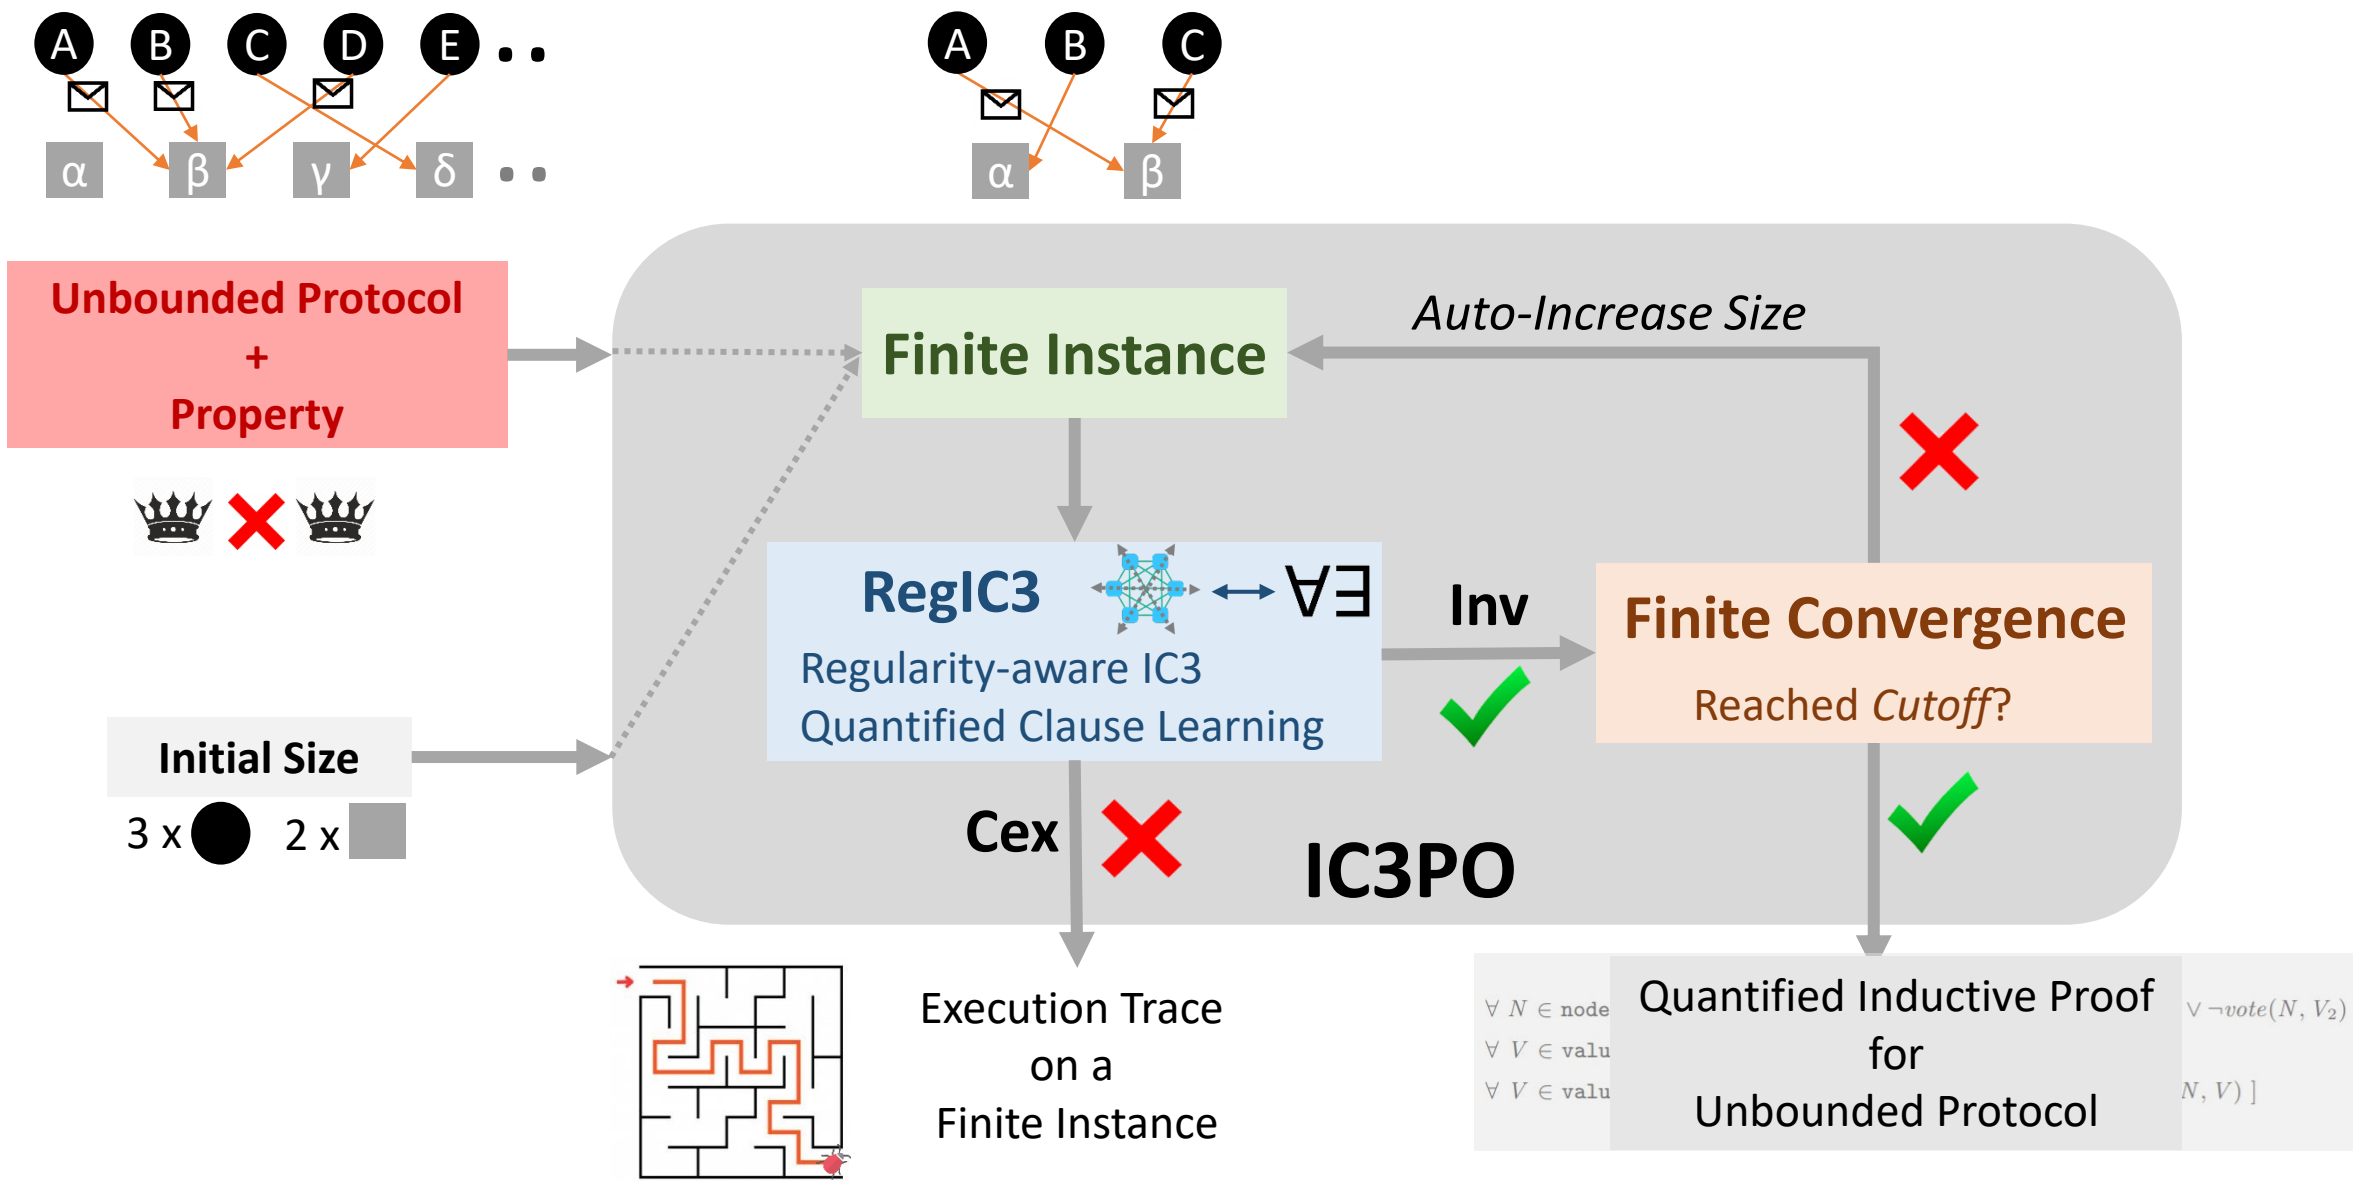 A B C D E ..
α β γ δ ..
A B C
α β
Unbounded Protocol
+
Property
Initial Size
3 x
2 x
Finite Instance
Auto-Increase Size
RegIC3
∀∃
Regularity-aware IC3
Quantified Clause Learning
Inv
Finite Convergence
Reached Cutoff?
Cex
IC3PO
Execution Trace
on a
Finite Instance
∀ N ∈ node
∨ ¬vote(N, V₂)
∀ V ∈ valu
∀ V ∈ valu
N, V) ]
Quantified Inductive Proof
for
Unbounded Protocol